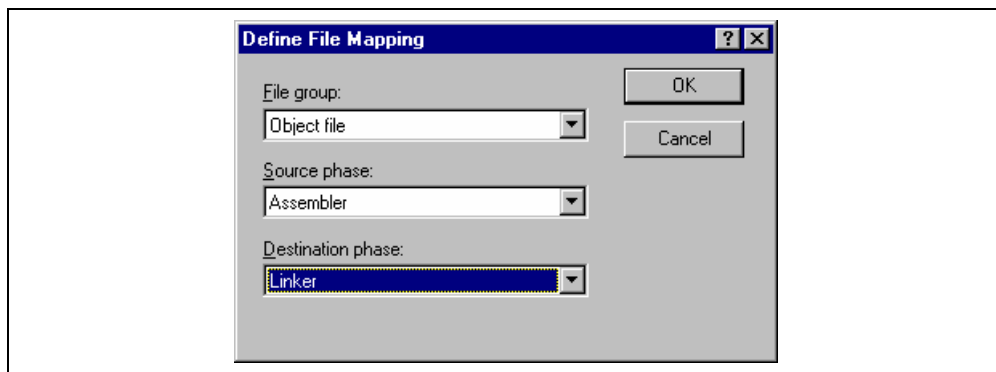 Define File Mapping
File group:
Object file
Source phase:
Assembler
Destination phase:
Linker
OK
Cancel